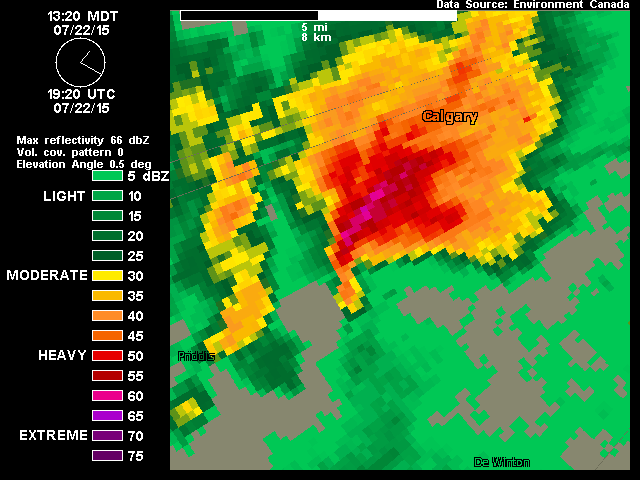 Data Source: Environment Canada
13:20 MDT
07/22/15
5 mi
8 km
19:20 UTC
07/22/15
Max reflectivity 66 dbZ
Vol. cov. pattern 0
Elevation Angle 0.5 deg
5 dBZ
LIGHT 10
15
20
25
MODERATE 30
35
40
45
HEAVY 50
55
60
65
EXTREME 70
75
Calgary
Priddis
De Winton